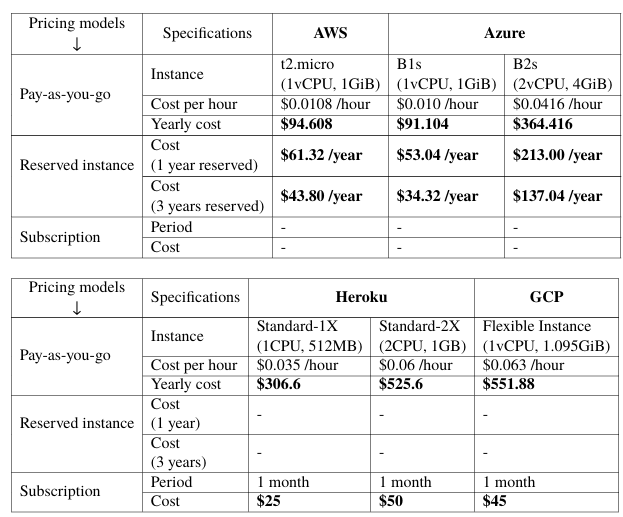 Pricing models ↓ Specifications AWS Azure
Pay-as-you-go Instance t2.micro (1vCPU, 1GiB) B1s (1vCPU, 1GiB) B2s (2vCPU, 4GiB)
Cost per hour $0.0108 /hour $0.010 /hour $0.0416 /hour
Yearly cost $94.608 $91.104 $364.416
Reserved instance Cost (1 year reserved) $61.32 /year $53.04 /year $213.00 /year
Cost (3 years reserved) $43.80 /year $34.32 /year $137.04 /year
Subscription Period - - -
Cost - - -
Pricing models ↓ Specifications Heroku GCP
Pay-as-you-go Instance Standard-1X (1CPU, 512MB) Standard-2X (2CPU, 1GB) Flexible Instance (1vCPU, 1.095GiB)
Cost per hour $0.035 /hour $0.06 /hour $0.063 /hour
Yearly cost $306.6 $525.6 $551.88
Reserved instance Cost (1 year) - - -
Cost (3 years) - - -
Subscription Period 1 month 1 month 1 month
Cost $25 $50 $45